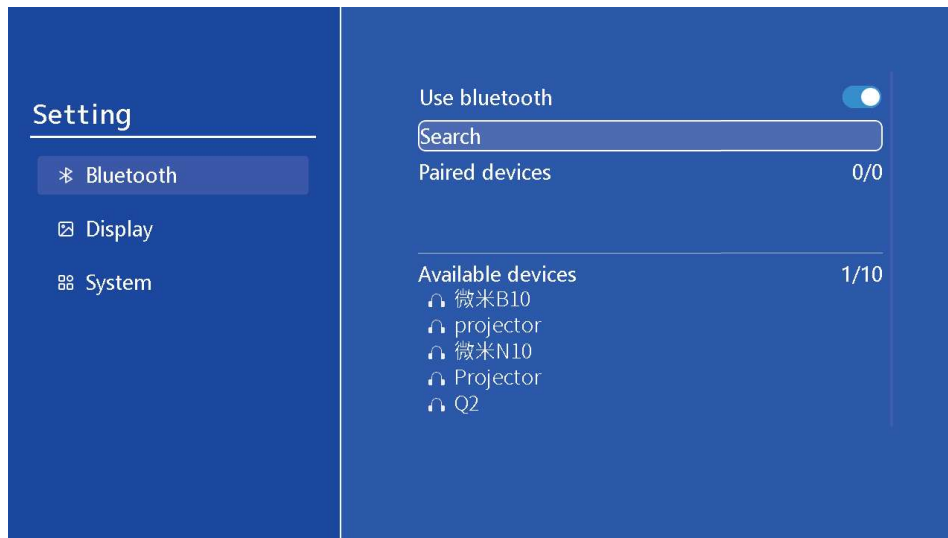 Setting
Bluetooth
Display
System
Use bluetooth
Search
Paired devices 0/0
Available devices 1/10
微米B10
projector
微米N10
Projector
Q2